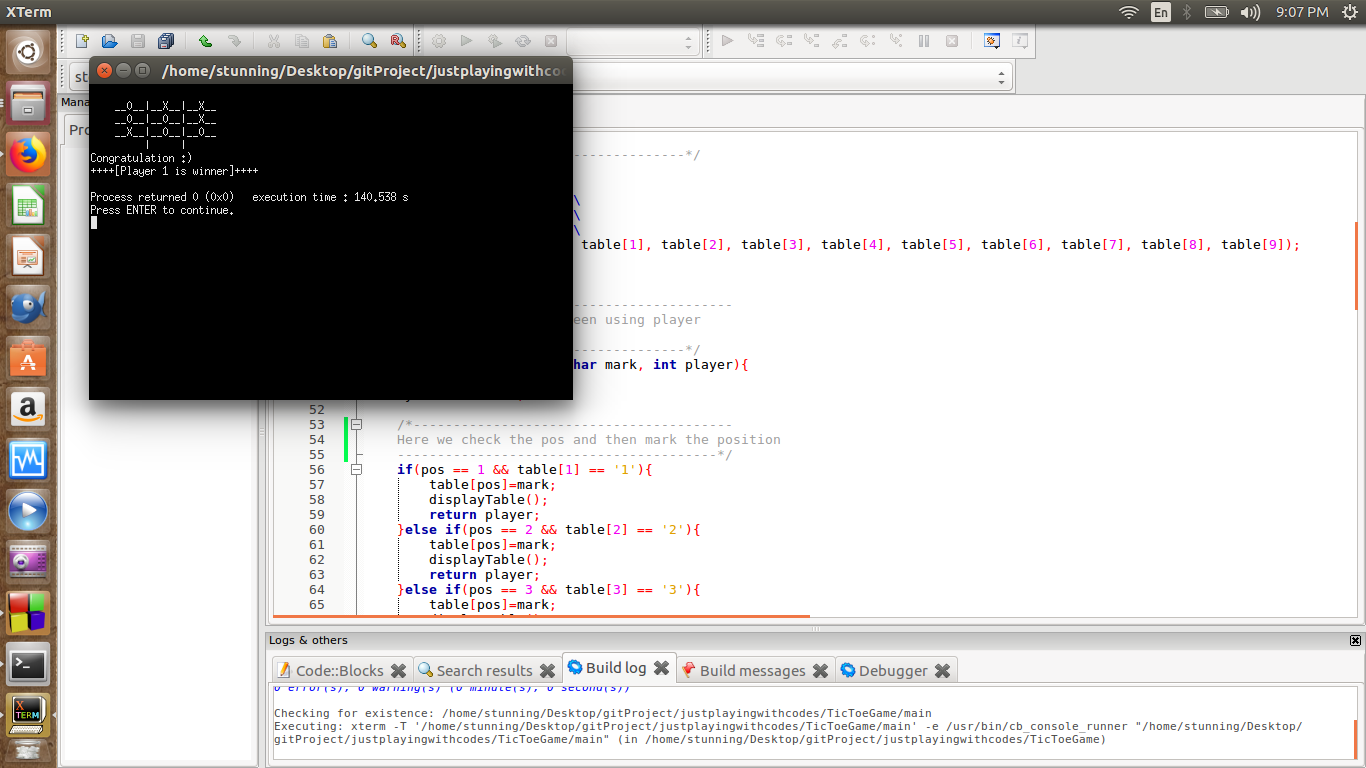 XTerm
En
9:07 PM
/home/stunning/Desktop/gitProject/justplayingwithco
__O__|__X__|__X__
__O__|__O__|__X__
__X__|__O__|__O__
     |     |
Congratulation :)
++++[Player 1 is winner]++++
Process returned 0 (0x0)   execution time : 140.538 s
Press ENTER to continue.
st
Mana
Pro
---------------*/
\
\
\
table[1], table[2], table[3], table[4], table[5], table[6], table[7], table[8], table[9]);
--------------------
een using player
---------------*/
har mark, int player){
52
53 /*----------------------------------------
54 Here we check the pos and then mark the position
55 ----------------------------------------*/
56 if(pos == 1 && table[1] == '1'){
57 table[pos]=mark;
58 displayTable();
59 return player;
60 }else if(pos == 2 && table[2] == '2'){
61 table[pos]=mark;
62 displayTable();
63 return player;
64 }else if(pos == 3 && table[3] == '3'){
65 table[pos]=mark;
Logs & others
Code::Blocks
Search results
Build log
Build messages
Debugger
0 error(s), 0 warning(s) (0 minute(s), 0 second(s))
Checking for existence: /home/stunning/Desktop/gitProject/justplayingwithcodes/TicToeGame/main
Executing: xterm -T '/home/stunning/Desktop/gitProject/justplayingwithcodes/TicToeGame/main' -e /usr/bin/cb_console_runner "/home/stunning/Desktop/
gitProject/justplayingwithcodes/TicToeGame/main" (in /home/stunning/Desktop/gitProject/justplayingwithcodes/TicToeGame)